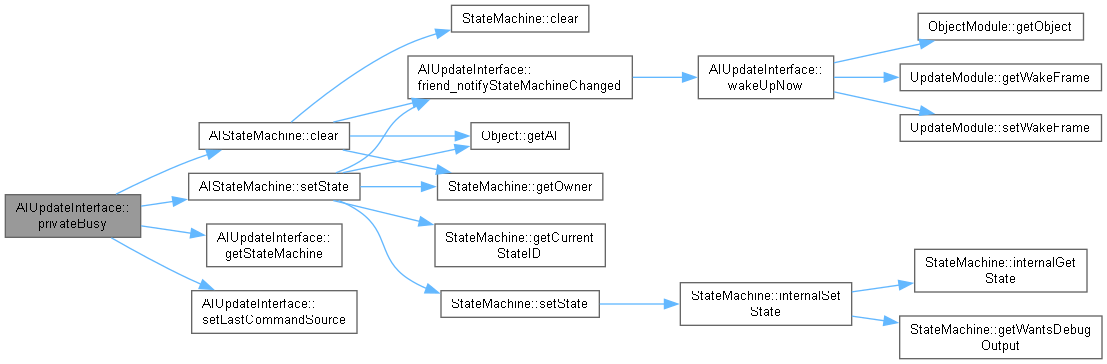 StateMachine::clear
ObjectModule::getObject
AIUpdateInterface::
friend_notifyStateMachineChanged
AIUpdateInterface::
wakeUpNow
UpdateModule::getWakeFrame
UpdateModule::setWakeFrame
AIStateMachine::clear
Object::getAI
AIStateMachine::setState
StateMachine::getOwner
AIUpdateInterface::
privateBusy
AIUpdateInterface::
getStateMachine
StateMachine::getCurrent
StateID
AIUpdateInterface::
setLastCommandSource
StateMachine::setState
StateMachine::internalSet
State
StateMachine::internalGet
State
StateMachine::getWantsDebug
Output